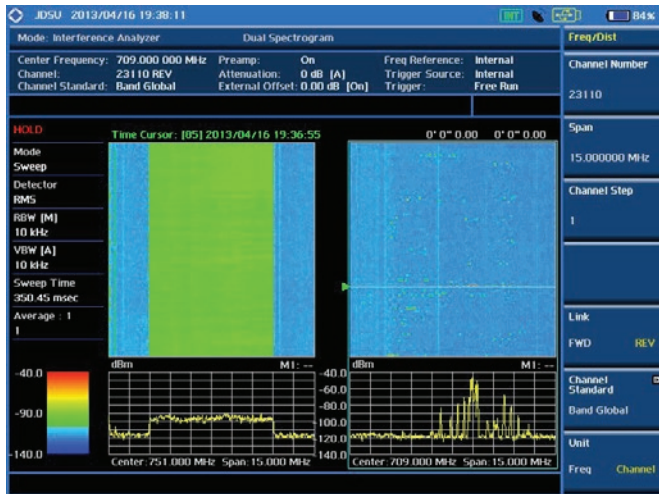 JDSU 2013/04/16 19:38:11 INT 84%
Mode: Interference Analyzer Dual Spectrogram Freq/Dist
Center Frequency: 709.000 000 MHz Preamp: On Freq Reference: Internal
Channel: 23110 REV Attenuation: 0 dB [A] Trigger Source: Internal
Channel Standard: Band Global External Offset: 0.00 dB [On] Trigger: Free Run
Channel Number
23110
HOLD Time Cursor: [85] 2013/04/16 19:36:55 0' 0" 0.00 0' 0" 0.00
Span
15.000000 MHz
Mode
Sweep
Detector
RMS
Channel Step
1
RBW [M]
10 kHz
VBW [A]
10 kHz
Sweep Time
350.45 msec
Average : 1
1
Link
FWD REV
dBm M1: -- dBm M1: --
-40.0 -40.0
-60.0
-90.0 -80.0
-100.0
-120.0
-140.0 -140.0
Center:751.000 MHz Span:15.000 MHz Center:709.000 MHz Span:15.000 MHz
Channel
Standard
Band Global
Unit
Freq Channel